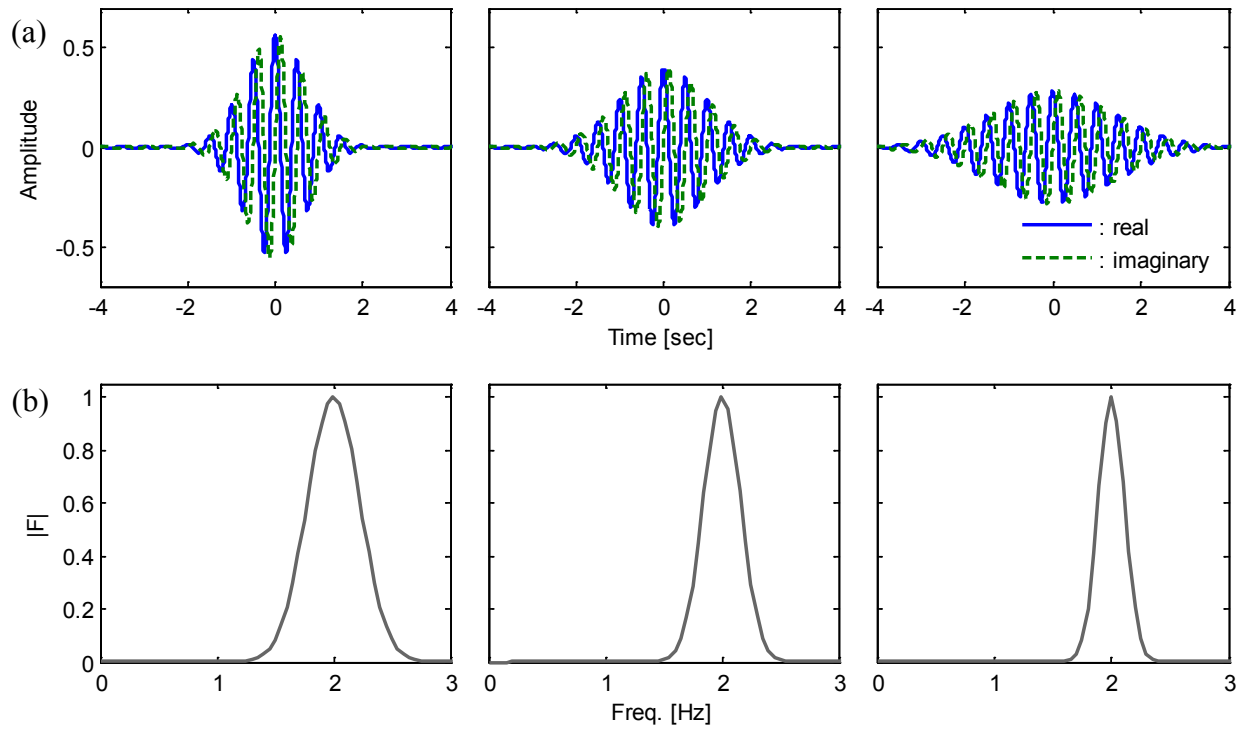 (a)
Amplitude
0.5
0
-0.5
-4 -2 0 2 4
-4 -2 0 2 4
-4 -2 0 2 4
: real
: imaginary
Time [sec]
(b)
|F|
1
0.8
0.6
0.4
0.2
0
0 1 2 3
0 1 2 3
0 1 2 3
Freq. [Hz]